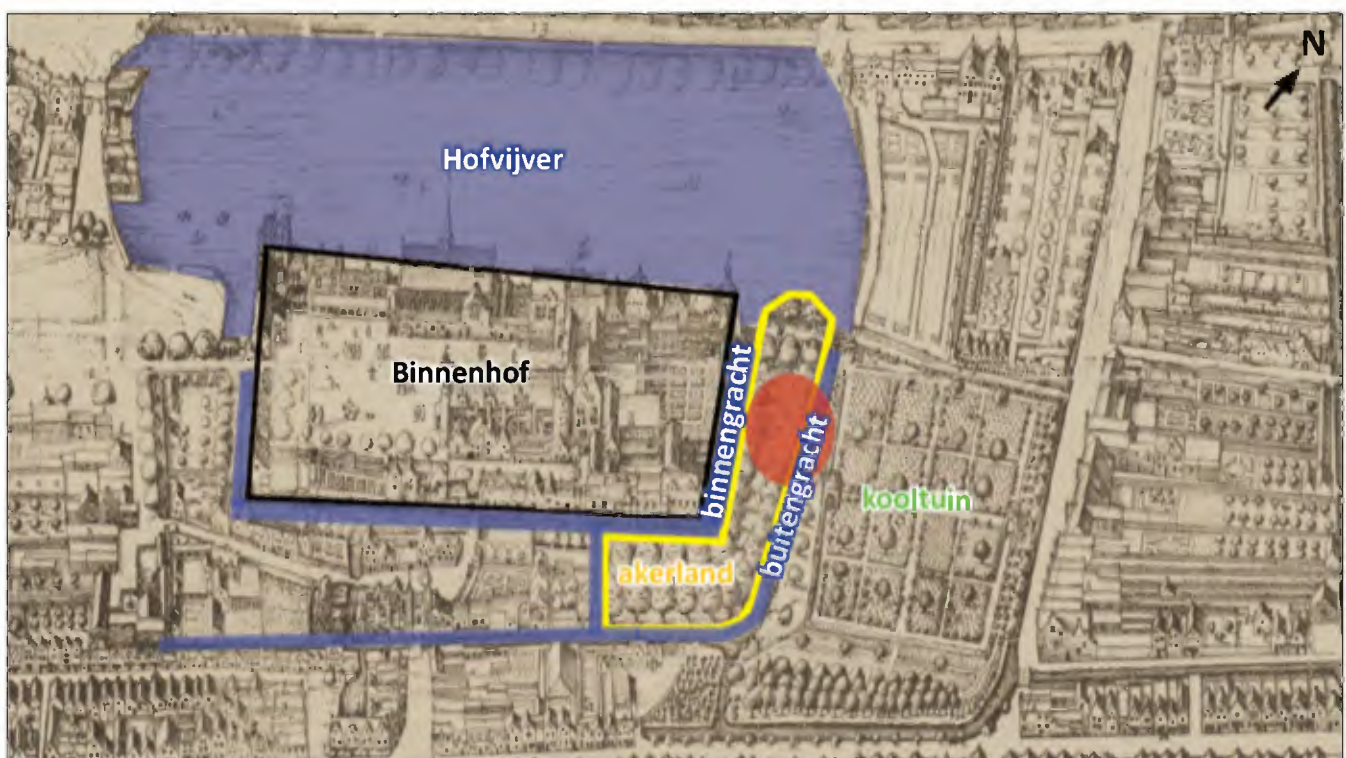 N
Hofvijver
Binnenhof
binnengracht
buitengracht
kooltuin
akerland